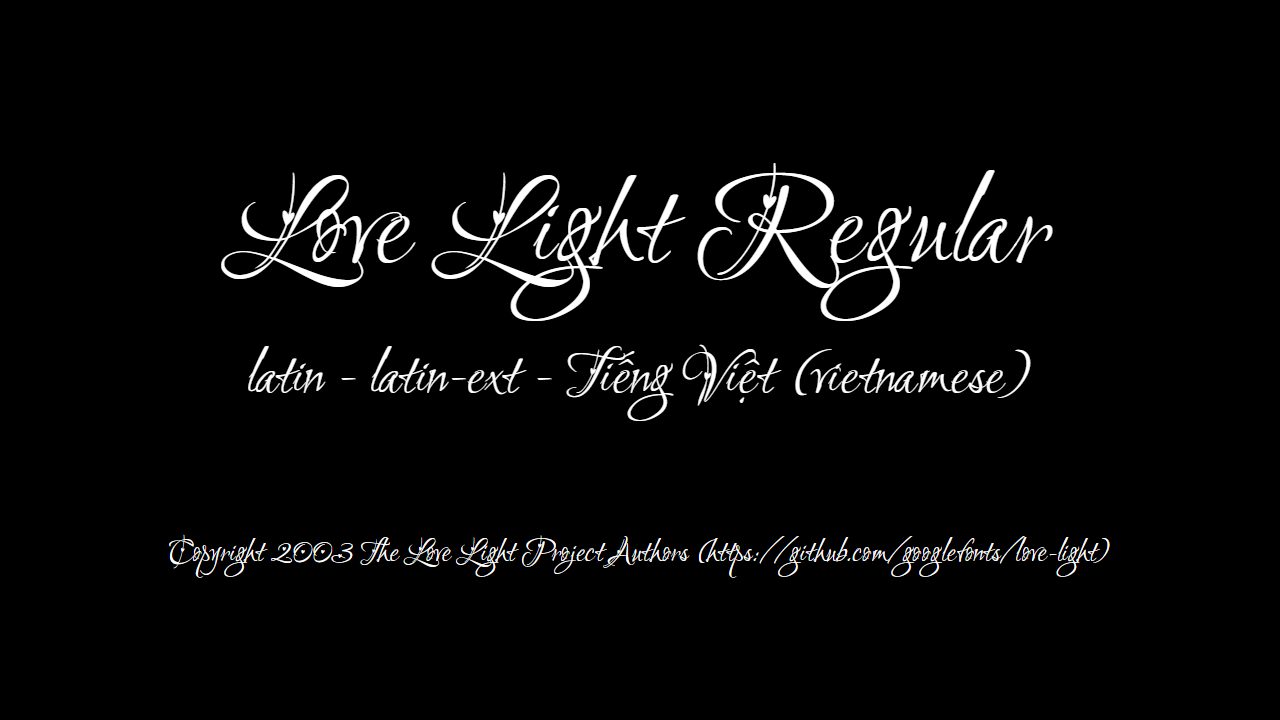 Love Light Regular
latin - latin-ext - Tiếng Việt (vietnamese)
Copyright 2003 The Love Light Project Authors (https://github.com/googlefonts/love-light)